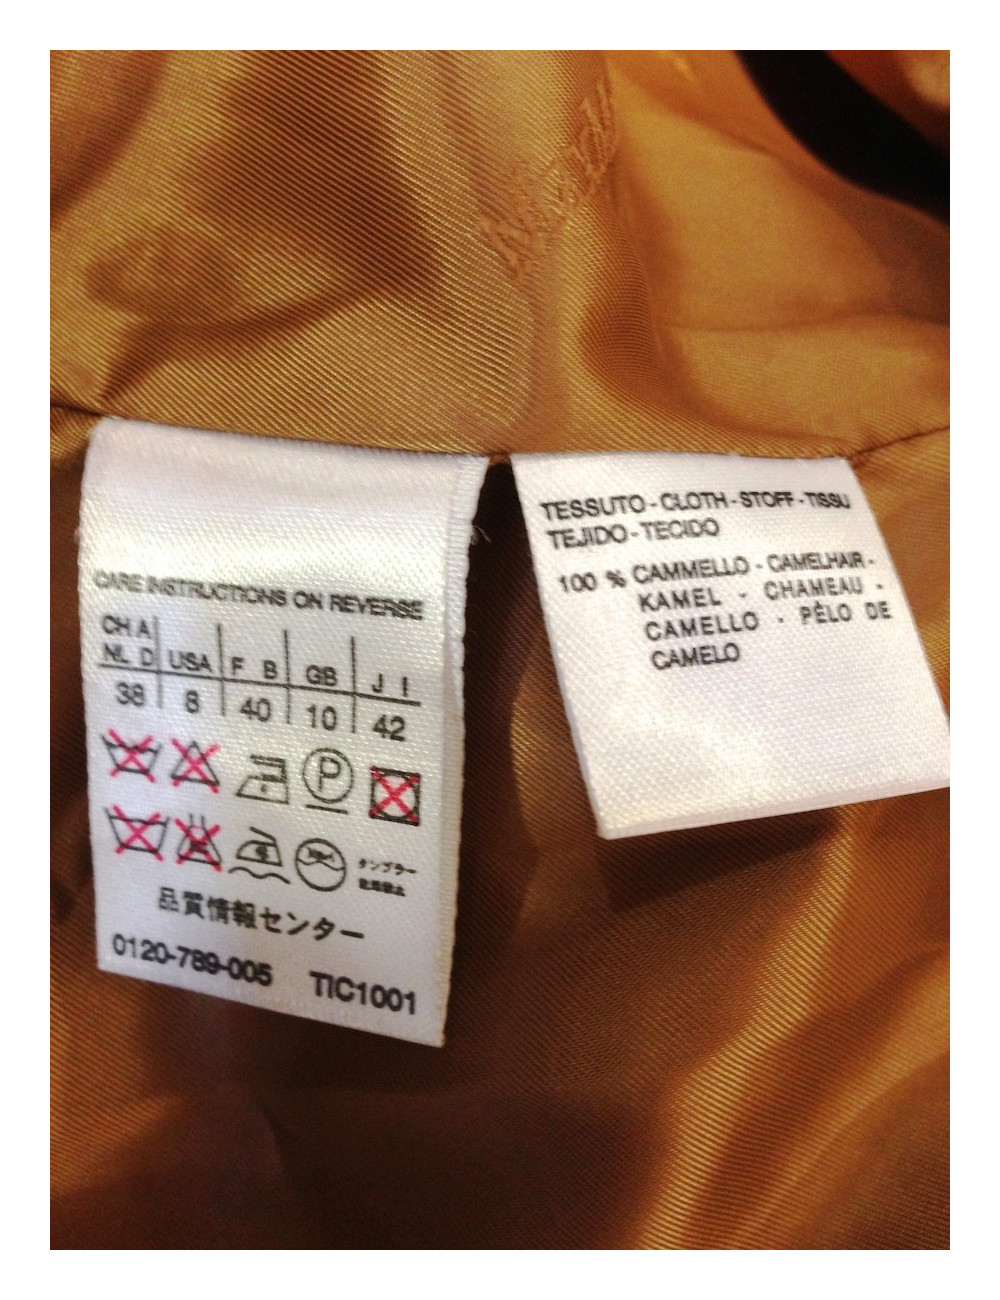 CARE INSTRUCTIONS ON REVERSE
CH A
NL D USA F B GB J I
38 8 40 10 42
P
品質情報センター
0120-789-005 TIC1001
TESSUTO - CLOTH - STOFF - TISSU
TEJIDO - TECIDO
100 % CAMMELLO - CAMELHAIR -
KAMEL - CHAMEAU -
CAMELLO - PÊLO DE
CAMELO